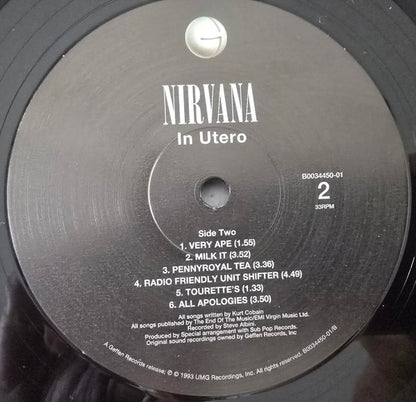 NIRVANA
In Utero
B0034450-01
2
33RPM
Side Two
1. VERY APE (1.55)
2. MILK IT (3.52)
3. PENNYROYAL TEA (3.36)
4. RADIO FRIENDLY UNIT SHIFTER (4.49)
5. TOURETTE'S (1.33)
6. ALL APOLOGIES (3.50)
All songs written by Kurt Cobain
All songs published by The End Of The Music/EMI Virgin Music Ltd.
Recorded by Steve Albini.
Produced by Special arrangement with Sub Pop Records.
Original sound recordings owned by Geffen Records, Inc
A Geffen Records release; ℗ © 1993 UMG Recordings, Inc. All rights reserved. B0034450-01/B